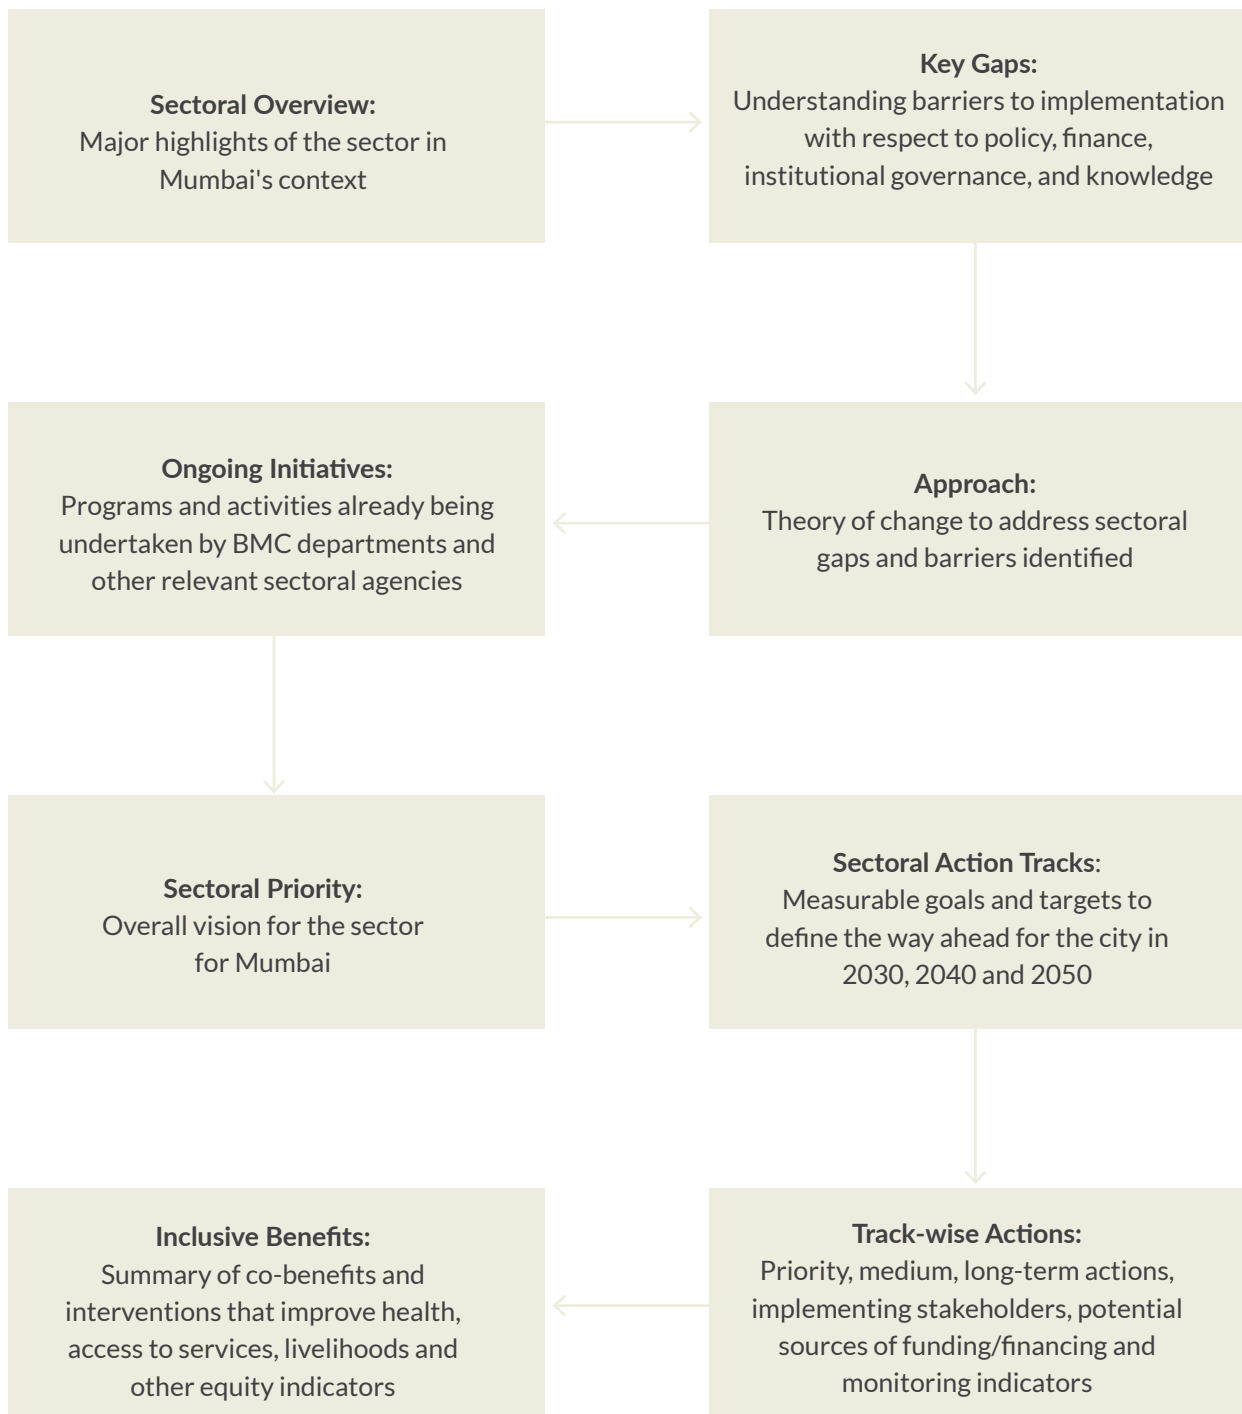 Sectoral Overview:
Major highlights of the sector in
Mumbai's context
Key Gaps:
Understanding barriers to implementation
with respect to policy, finance,
institutional governance, and knowledge
Approach:
Theory of change to address sectoral
gaps and barriers identified
Ongoing Initiatives:
Programs and activities already being
undertaken by BMC departments and
other relevant sectoral agencies
Sectoral Priority:
Overall vision for the sector
for Mumbai
Sectoral Action Tracks:
Measurable goals and targets to
define the way ahead for the city in
2030, 2040 and 2050
Track-wise Actions:
Priority, medium, long-term actions,
implementing stakeholders, potential
sources of funding/financing and
monitoring indicators
Inclusive Benefits:
Summary of co-benefits and
interventions that improve health,
access to services, livelihoods and
other equity indicators